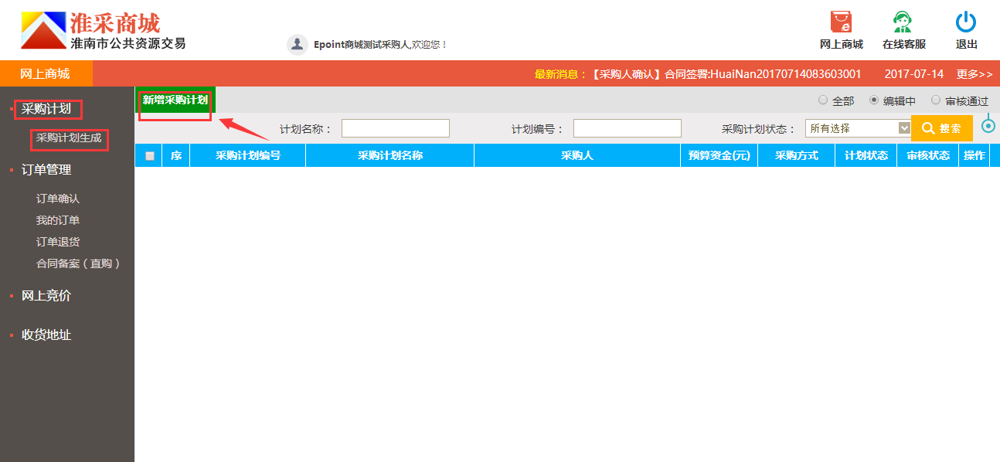 淮采商城
淮南市公共资源交易
Epoint商城测试采购人,欢迎您！
网上商城
在线客服
退出
网上商城
最新消息：【采购人确认】合同签署:HuaiNan20170714083603001 2017-07-14 更多>>
采购计划
采购计划生成
订单管理
订单确认
我的订单
订单退货
合同备案（直购）
网上竞价
收货地址
新增采购计划
全部 编辑中 审核通过
计划名称： 计划编号： 采购计划状态： 所有选择 搜索
序 采购计划编号 采购计划名称 采购人 预算资金(元) 采购方式 计划状态 审核状态 操作